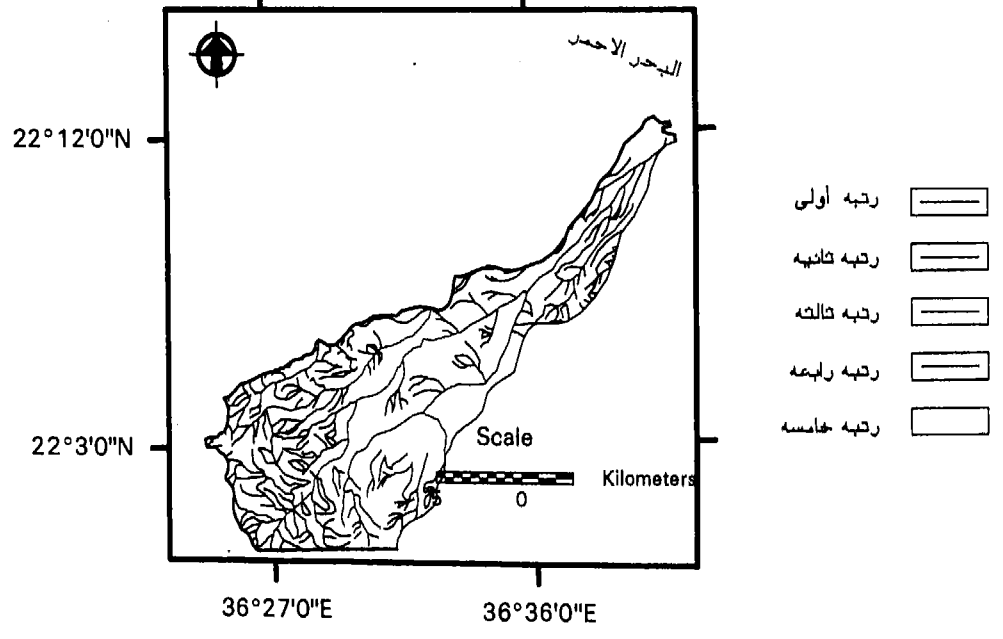 البحر الاحمر
22°12'0"N
22°3'0"N
36°27'0"E
36°36'0"E
Scale
Kilometers
0
رتبه أولى
رتبه ثانيه
رتبه ثالثه
رتبه رابعه
رتبه خامسه